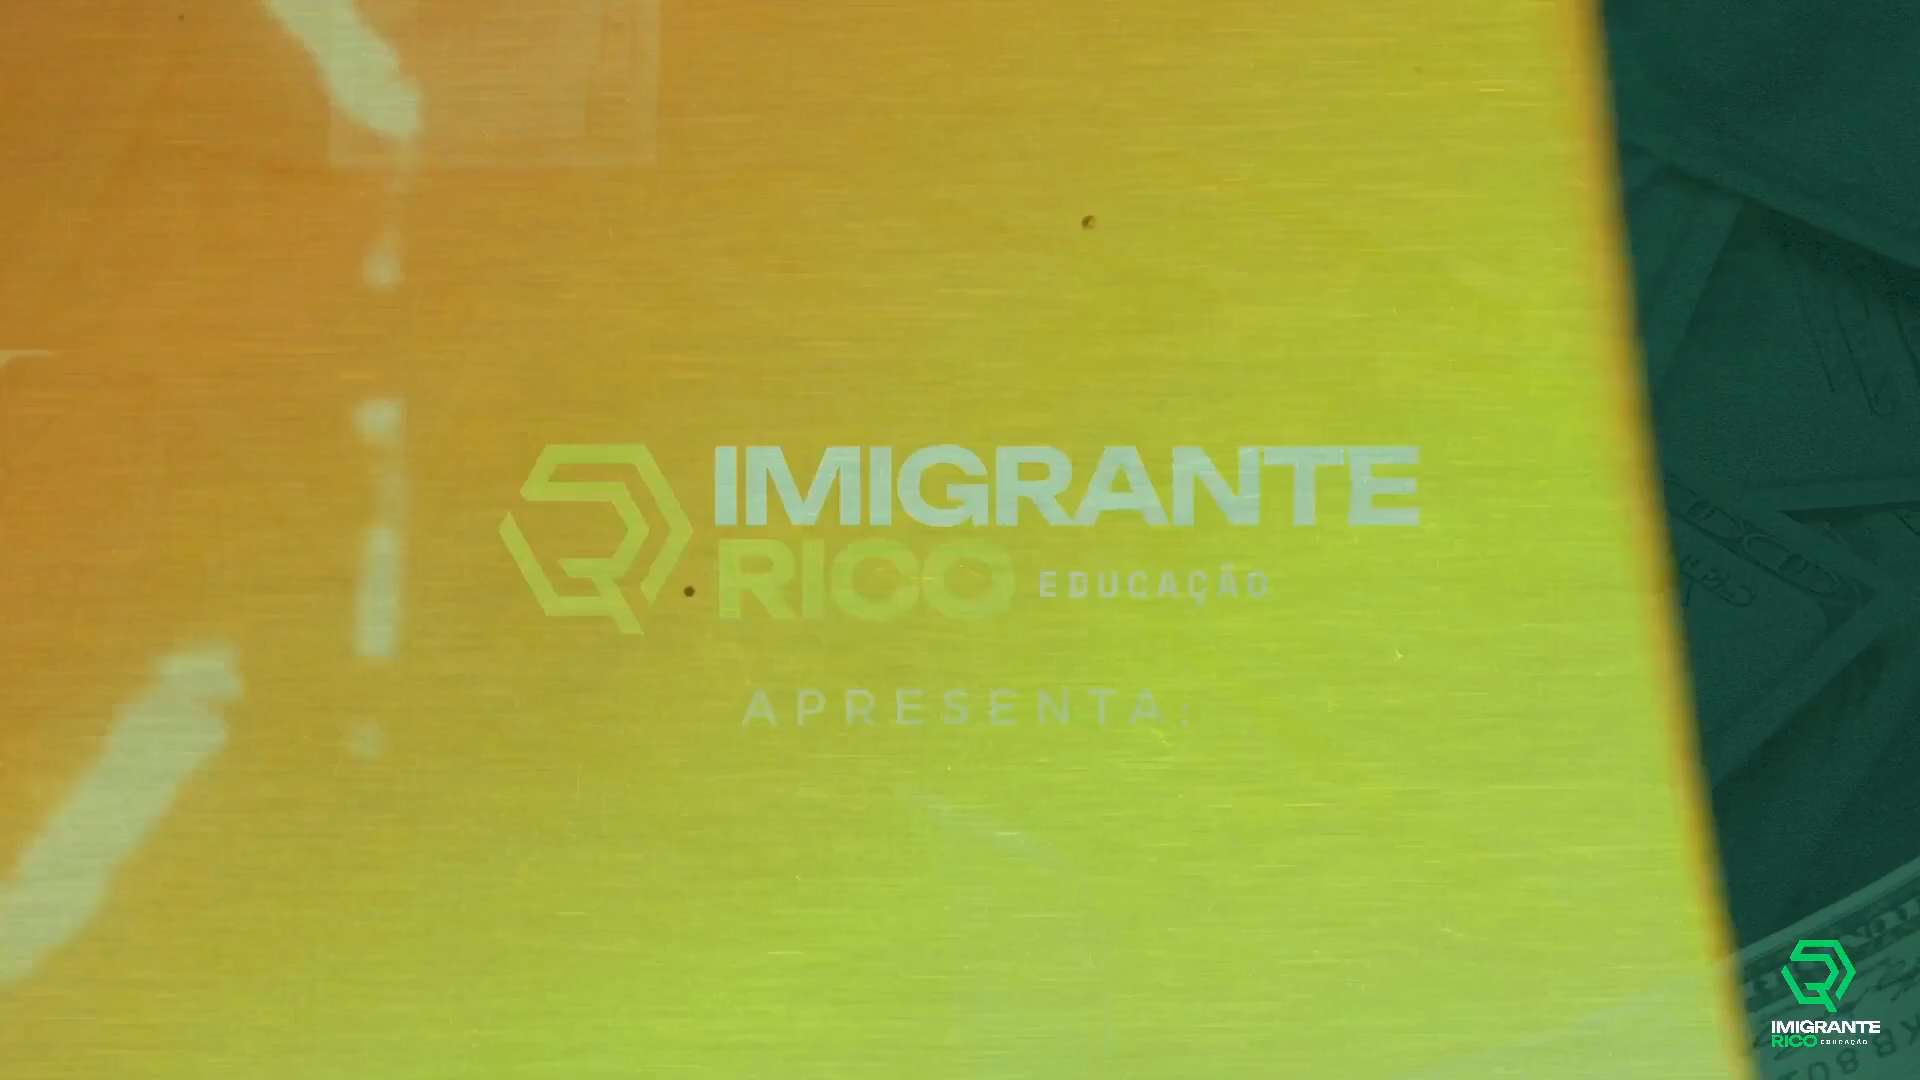 IMIGRANTE
RICO EDUCAÇÃO
APRESENTA:
IMIGRANTE
RICO EDUCAÇÃO